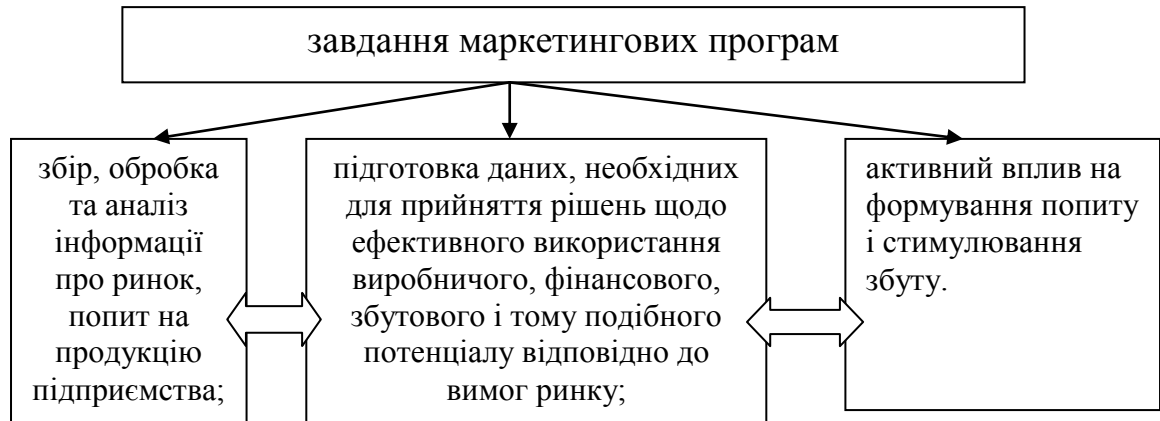 завдання маркетингових програм
збір, обробка
та аналіз
інформації
про ринок,
попит на
продукцію
підприємства;
підготовка даних, необхідних
для прийняття рішень щодо
ефективного використання
виробничого, фінансового,
збутового і тому подібного
потенціалу відповідно до
вимог ринку;
активний вплив на
формування попиту
і стимулювання
збуту.